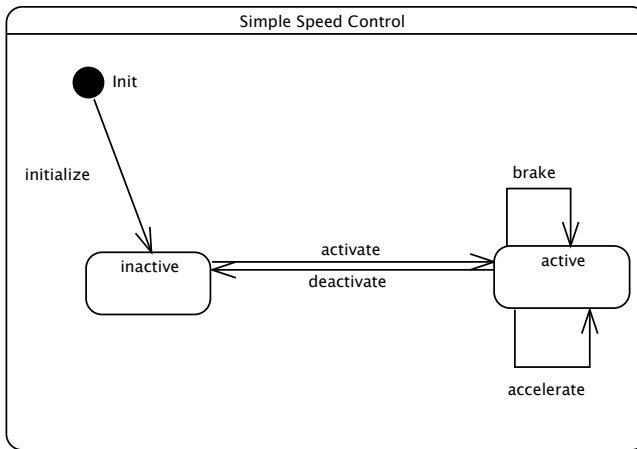 Simple Speed Control
Init
initialize
brake
inactive
activate
active
deactivate
accelerate